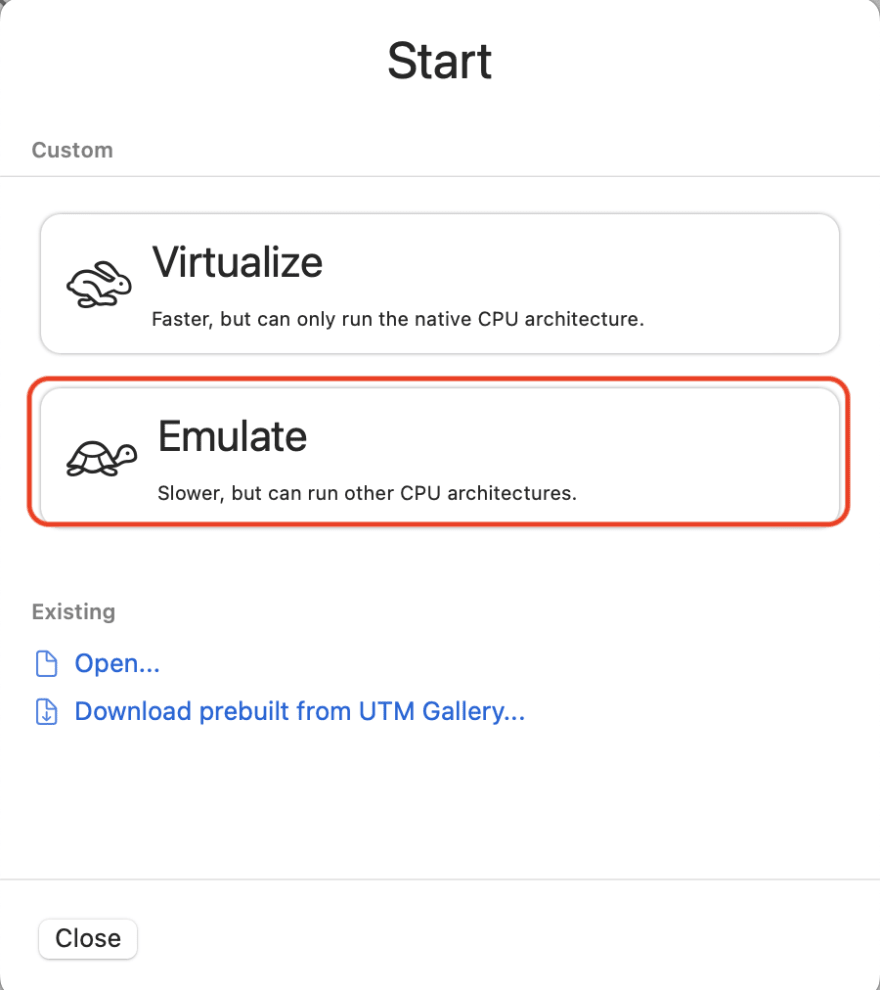 Start
Custom
Virtualize
Faster, but can only run the native CPU architecture.
Emulate
Slower, but can run other CPU architectures.
Existing
Open...
Download prebuilt from UTM Gallery...
Close